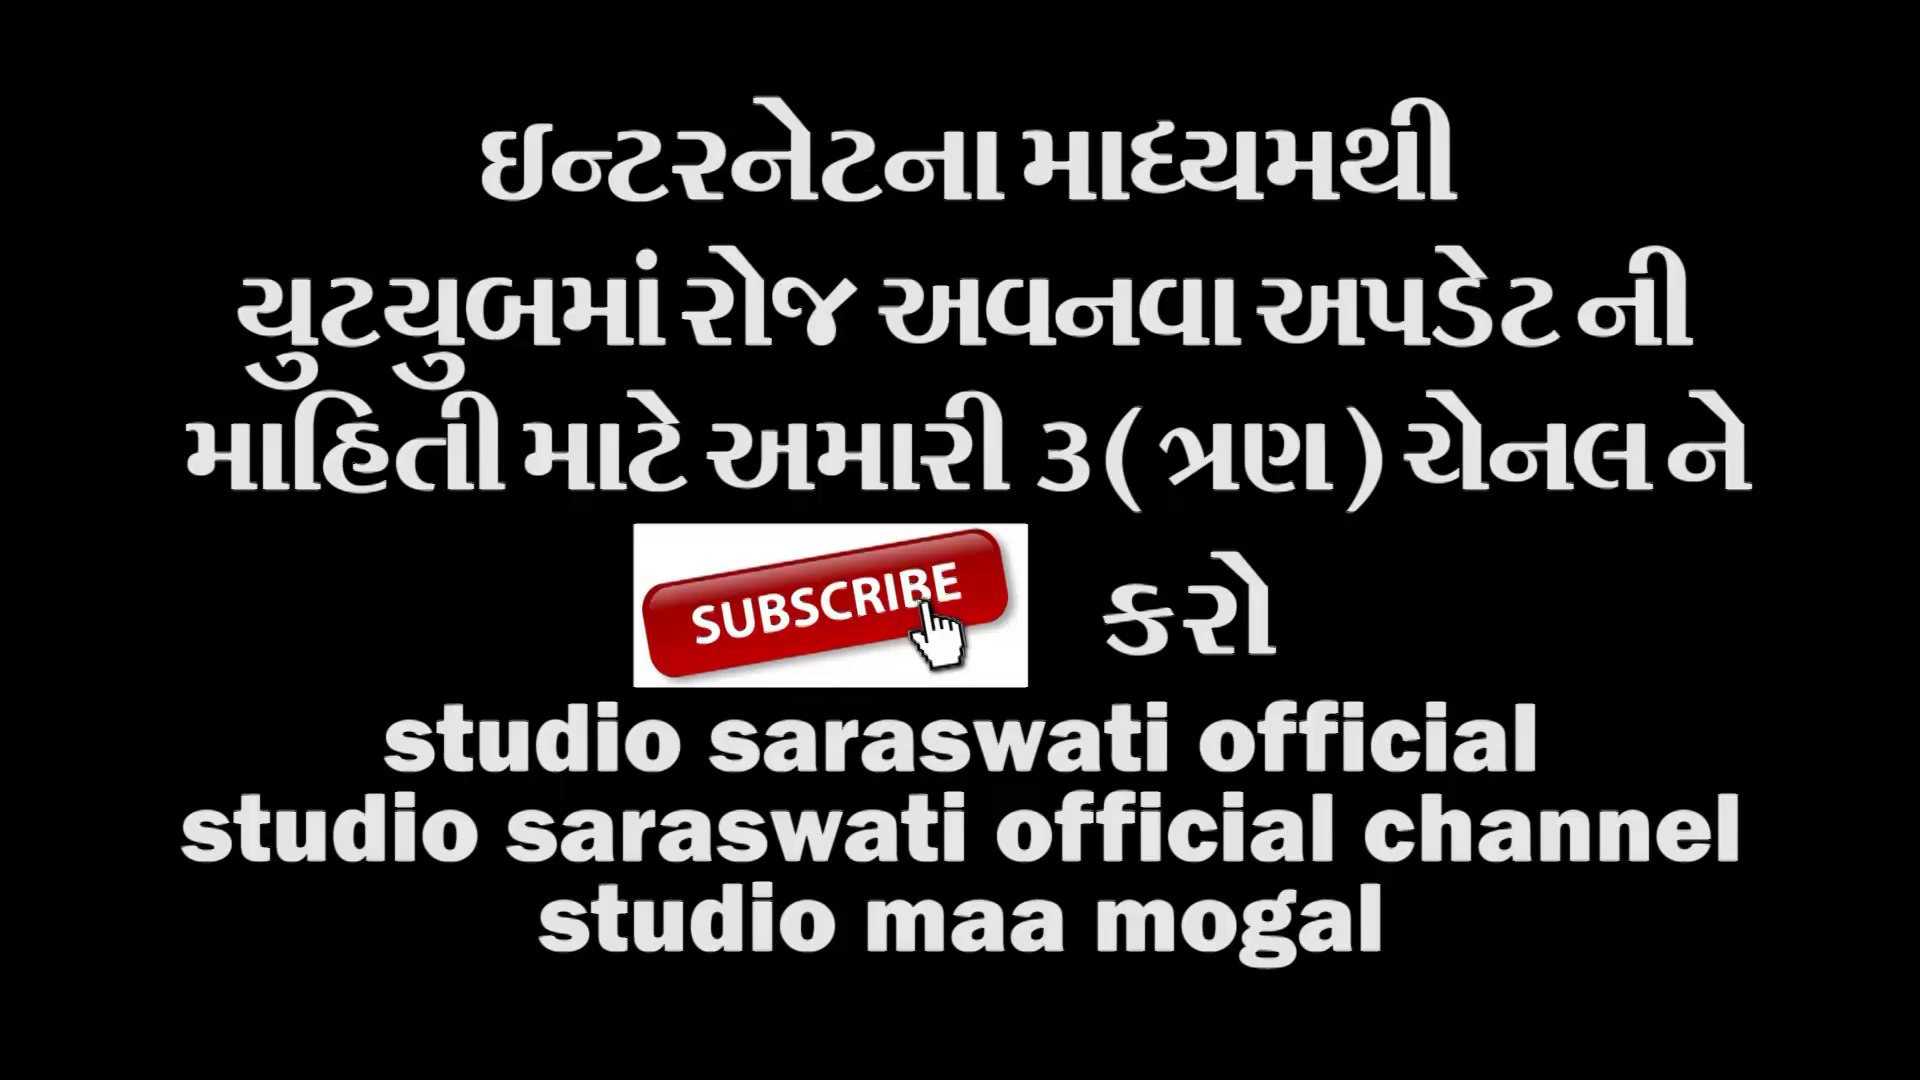 ઇન્ટરનેટના માધ્યમથી
યુટયુબમાં રોજ અવનવા અપડેટ ની
માહિતી માટે અમારી ૩ ( ત્રણ ) ચેનલ ને
SUBSCRIBE કરો
studio saraswati official
studio saraswati official channel
studio maa mogal